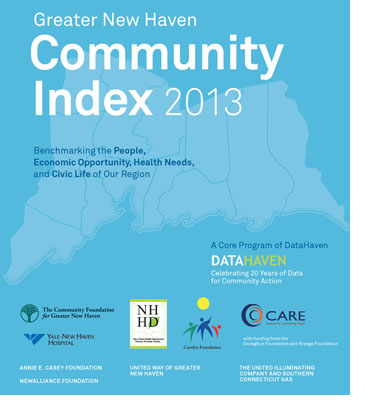 Greater New Haven
Community
Index 2013
Benchmarking the People,
Economic Opportunity, Health Needs,
and Civic Life of Our Region
A Core Program of DataHaven
DATAHAVEN
Celebrating 20 Years of Data
for Community Action
The Community Foundation
for Greater New Haven
YALE-NEW HAVEN
HOSPITAL
NH
HD
Carolyn Foundation
CARE
with funding from the
Donaghue Foundation and Kresge Foundation
ANNIE E. CASEY FOUNDATION
NEWALLIANCE FOUNDATION
UNITED WAY OF GREATER
NEW HAVEN
THE UNITED ILLUMINATING
COMPANY AND SOUTHERN
CONNECTICUT GAS